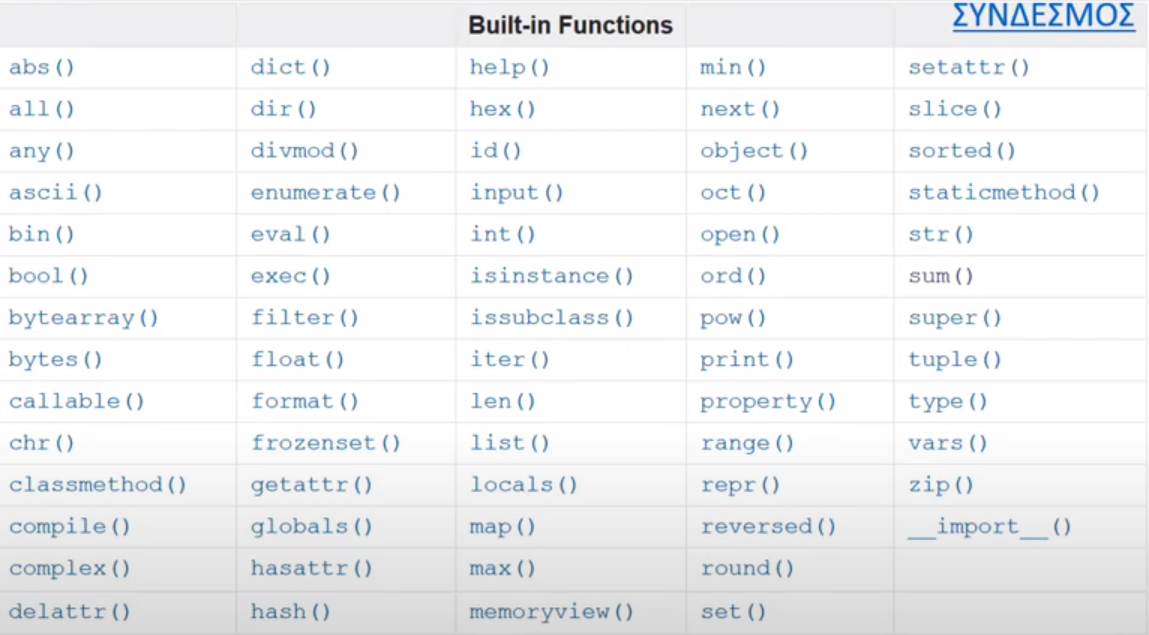 Built-in Functions ΣΥΝΔΕΣΜΟΣ
abs() dict() help() min() setattr()
all() dir() hex() next() slice()
any() divmod() id() object() sorted()
ascii() enumerate() input() oct() staticmethod()
bin() eval() int() open() str()
bool() exec() isinstance() ord() sum()
bytearray() filter() issubclass() pow() super()
bytes() float() iter() print() tuple()
callable() format() len() property() type()
chr() frozenset() list() range() vars()
classmethod() getattr() locals() repr() zip()
compile() globals() map() reversed() __import__()
complex() hasattr() max() round()
delattr() hash() memoryview() set()